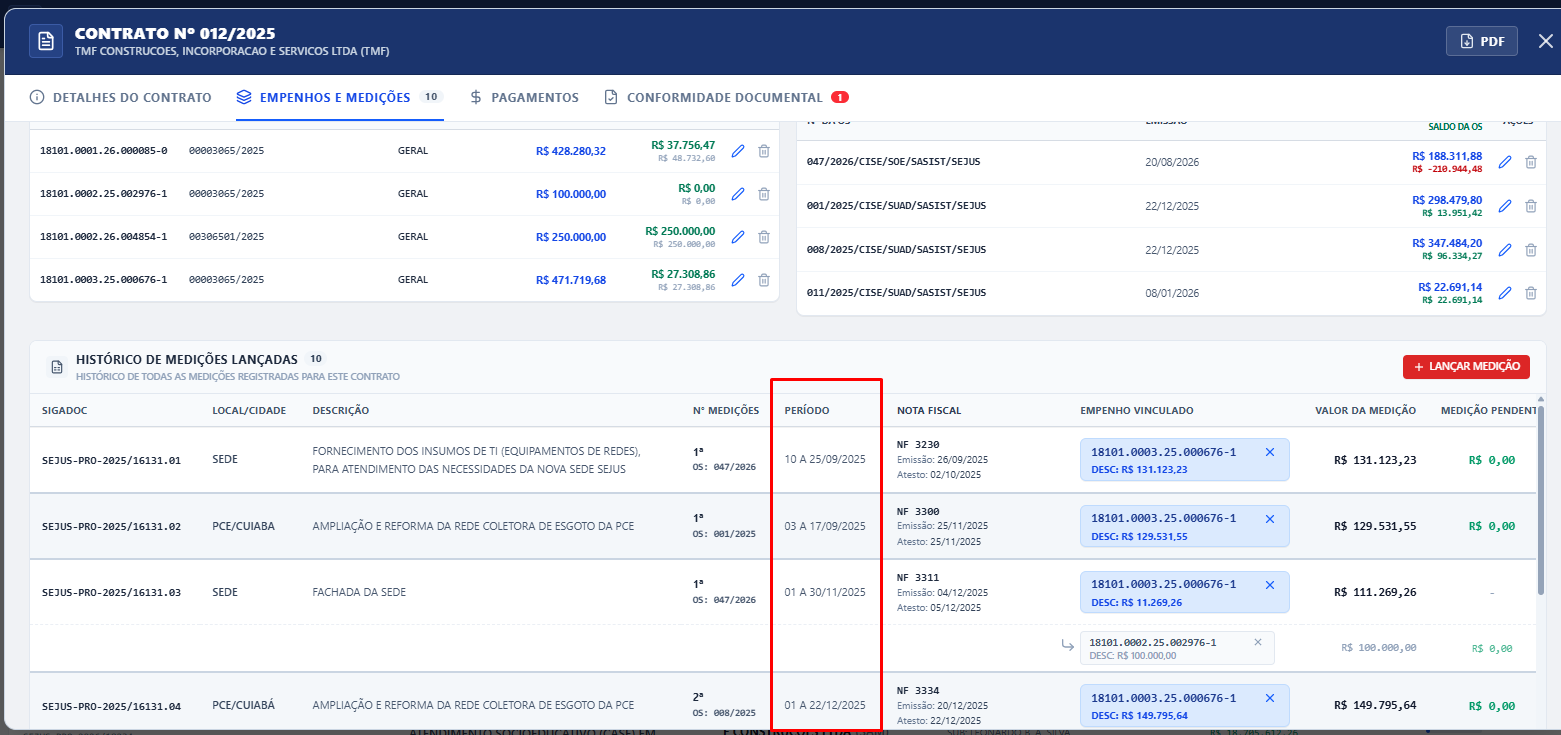 CONTRATO Nº 012/2025
TMF CONSTRUCOES, INCORPORACAO E SERVICOS LTDA (TMF)
PDF
DETALHES DO CONTRATO
EMPENHOS E MEDIÇÕES 10
PAGAMENTOS
CONFORMIDADE DOCUMENTAL 1
18101.0001.26.000085-0 00003065/2025 GERAL R$ 428.280,32 R$ 37.756,47
R$ 48.732,60
18101.0002.25.002976-1 00003065/2025 GERAL R$ 100.000,00 R$ 0,00
R$ 0,00
18101.0002.26.004854-1 00306501/2025 GERAL R$ 250.000,00 R$ 250.000,00
R$ 250.000,00
18101.0003.25.000676-1 00003065/2025 GERAL R$ 471.719,68 R$ 27.308,86
R$ 27.308,86
Nº DA OS EMISSÃO SALDO DA OS AÇÕES
047/2026/CISE/SOE/SASIST/SEJUS 20/08/2026 R$ 188.311,88
R$ -210.944,48
001/2025/CISE/SUAD/SASIST/SEJUS 22/12/2025 R$ 298.479,80
R$ 13.951,42
008/2025/CISE/SUAD/SASIST/SEJUS 22/12/2025 R$ 347.484,20
R$ 96.334,27
011/2025/CISE/SUAD/SASIST/SEJUS 08/01/2026 R$ 22.691,14
R$ 22.691,14
HISTÓRICO DE MEDIÇÕES LANÇADAS 10
HISTÓRICO DE TODAS AS MEDIÇÕES REGISTRADAS PARA ESTE CONTRATO
+ LANÇAR MEDIÇÃO
SIGADOC LOCAL/CIDADE DESCRIÇÃO Nº MEDIÇÕES PERÍODO NOTA FISCAL EMPENHO VINCULADO VALOR DA MEDIÇÃO MEDIÇÃO PENDENT
SEJUS-PRO-2025/16131.01
SEDE
FORNECIMENTO DOS INSUMOS DE TI (EQUIPAMENTOS DE REDES),
PARA ATENDIMENTO DAS NECESSIDADES DA NOVA SEDE SEJUS
1ª
OS: 047/2026
10 A 25/09/2025
NF 3230
Emissão: 26/09/2025
Atesto: 02/10/2025
18101.0003.25.000676-1
DESC: R$ 131.123,23
R$ 131.123,23
R$ 0,00
SEJUS-PRO-2025/16131.02
PCE/CUIABA
AMPLIAÇÃO E REFORMA DA REDE COLETORA DE ESGOTO DA PCE
1ª
OS: 001/2025
03 A 17/09/2025
NF 3300
Emissão: 25/11/2025
Atesto: 25/11/2025
18101.0003.25.000676-1
DESC: R$ 129.531,55
R$ 129.531,55
R$ 0,00
SEJUS-PRO-2025/16131.03
SEDE
FACHADA DA SEDE
1ª
OS: 047/2026
01 A 30/11/2025
NF 3311
Emissão: 04/12/2025
Atesto: 05/12/2025
18101.0003.25.000676-1
DESC: R$ 11.269,26
R$ 111.269,26
-
18101.0002.25.002976-1
DESC: R$ 100.000,00
R$ 100.000,00
R$ 0,00
SEJUS-PRO-2025/16131.04
PCE/CUIABÁ
AMPLIAÇÃO E REFORMA DA REDE COLETORA DE ESGOTO DA PCE
2ª
OS: 008/2025
01 A 22/12/2025
NF 3334
Emissão: 20/12/2025
Atesto: 22/12/2025
18101.0003.25.000676-1
DESC: R$ 149.795,64
R$ 149.795,64
R$ 0,00